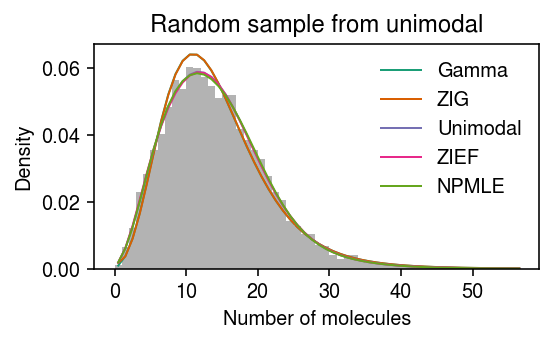 Random sample from unimodal
Density
0.06
0.04
0.02
0.00
Gamma
ZIG
Unimodal
ZIEF
NPMLE
0 10 20 30 40 50
Number of molecules